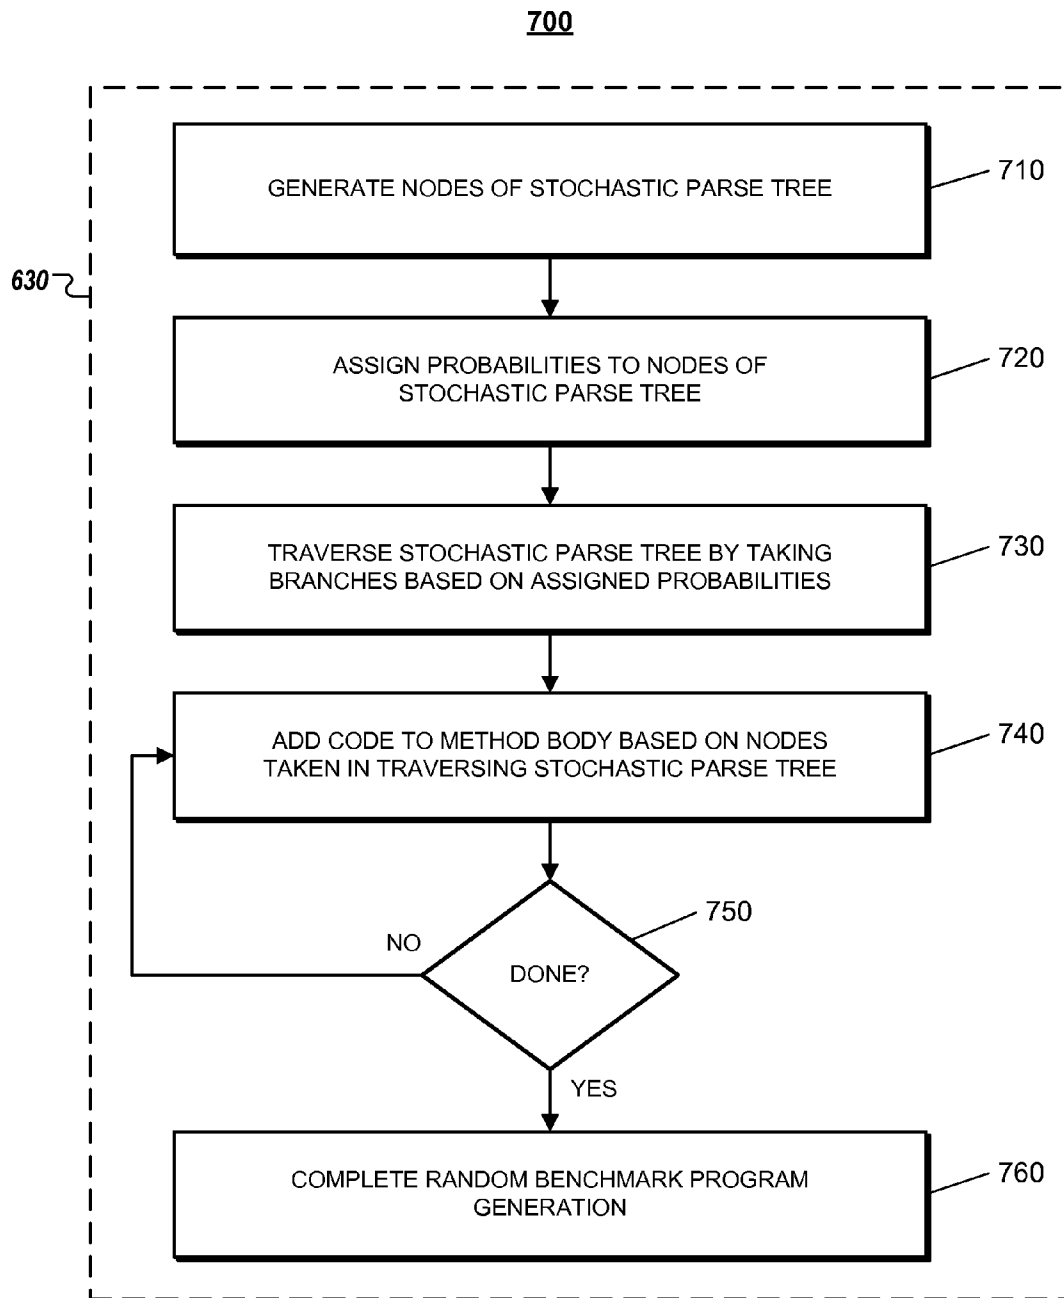 700
GENERATE NODES OF STOCHASTIC PARSE TREE
710
630
ASSIGN PROBABILITIES TO NODES OF
STOCHASTIC PARSE TREE
720
TRAVERSE STOCHASTIC PARSE TREE BY TAKING
BRANCHES BASED ON ASSIGNED PROBABILITIES
730
ADD CODE TO METHOD BODY BASED ON NODES
TAKEN IN TRAVERSING STOCHASTIC PARSE TREE
740
750
NO
DONE?
YES
COMPLETE RANDOM BENCHMARK PROGRAM
GENERATION
760